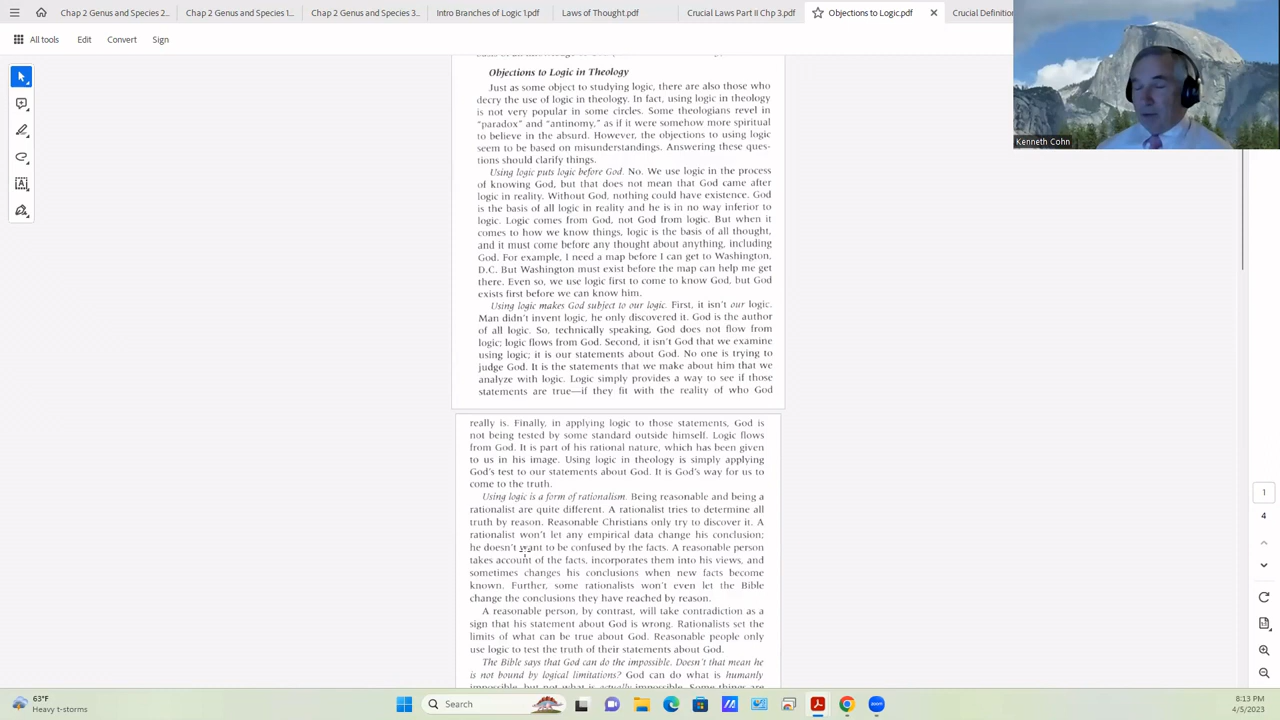 Chap 2 Genus and Species 2...
Chap 2 Genus and Species 1...
Chap 2 Genus and Species 3...
Intro Branches of Logic 1.pdf
Laws of Thought.pdf
Crucial Laws Part II Chp 3.pdf
Objections to Logic.pdf
Crucial Definition
All tools
Edit
Convert
Sign
Kenneth Cohn
Objections to Logic in Theology
Just as some object to studying logic, there are also those who
decry the use of logic in theology. In fact, using logic in theology
is not very popular in some circles. Some theologians revel in
“paradox” and “antinomy,” as if it were somehow more spiritual
to believe in the absurd. However, the objections to using logic
seem to be based on misunderstandings. Answering these ques-
tions should clarify things.
Using logic puts logic before God. No. We use logic in the process
of knowing God, but that does not mean that God came after
logic in reality. Without God, nothing could have existence. God
is the basis of all logic in reality and he is in no way inferior to
logic. Logic comes from God, not God from logic. But when it
comes to how we know things, logic is the basis of all thought,
and it must come before any thought about anything, including
God. For example, I need a map before I can get to Washington,
D.C. But Washington must exist before the map can help me get
there. Even so, we use logic first to come to know God, but God
exists first before we can know him.
Using logic makes God subject to our logic. First, it isn't our logic.
Man didn't invent logic, he only discovered it. God is the author
of all logic. So, technically speaking, God does not flow from
logic; logic flows from God. Second, it isn't God that we examine
using logic; it is our statements about God. No one is trying to
judge God. It is the statements that we make about him that we
analyze with logic. Logic simply provides a way to see if those
statements are true—if they fit with the reality of who God
really is. Finally, in applying logic to those statements, God is
not being tested by some standard outside himself. Logic flows
from God. It is part of his rational nature, which has been given
to us in his image. Using logic in theology is simply applying
God's test to our statements about God. It is God's way for us to
come to the truth.
Using logic is a form of rationalism. Being reasonable and being a
rationalist are quite different. A rationalist tries to determine all
truth by reason. Reasonable Christians only try to discover it. A
rationalist won't let any empirical data change his conclusion;
he doesn't want to be confused by the facts. A reasonable person
takes account of the facts, incorporates them into his views, and
sometimes changes his conclusions when new facts become
known. Further, some rationalists won't even let the Bible
change the conclusions they have reached by reason.
A reasonable person, by contrast, will take contradiction as a
sign that his statement about God is wrong. Rationalists set the
limits of what can be true about God. Reasonable people only
use logic to test the truth of their statements about God.
The Bible says that God can do the impossible. Doesn't that mean he
is not bound by logical limitations? God can do what is humanly
impossible, but not what is actually impossible. Some things are
1
4
63°F
Heavy t-storms
Search
8:13 PM
4/5/2023